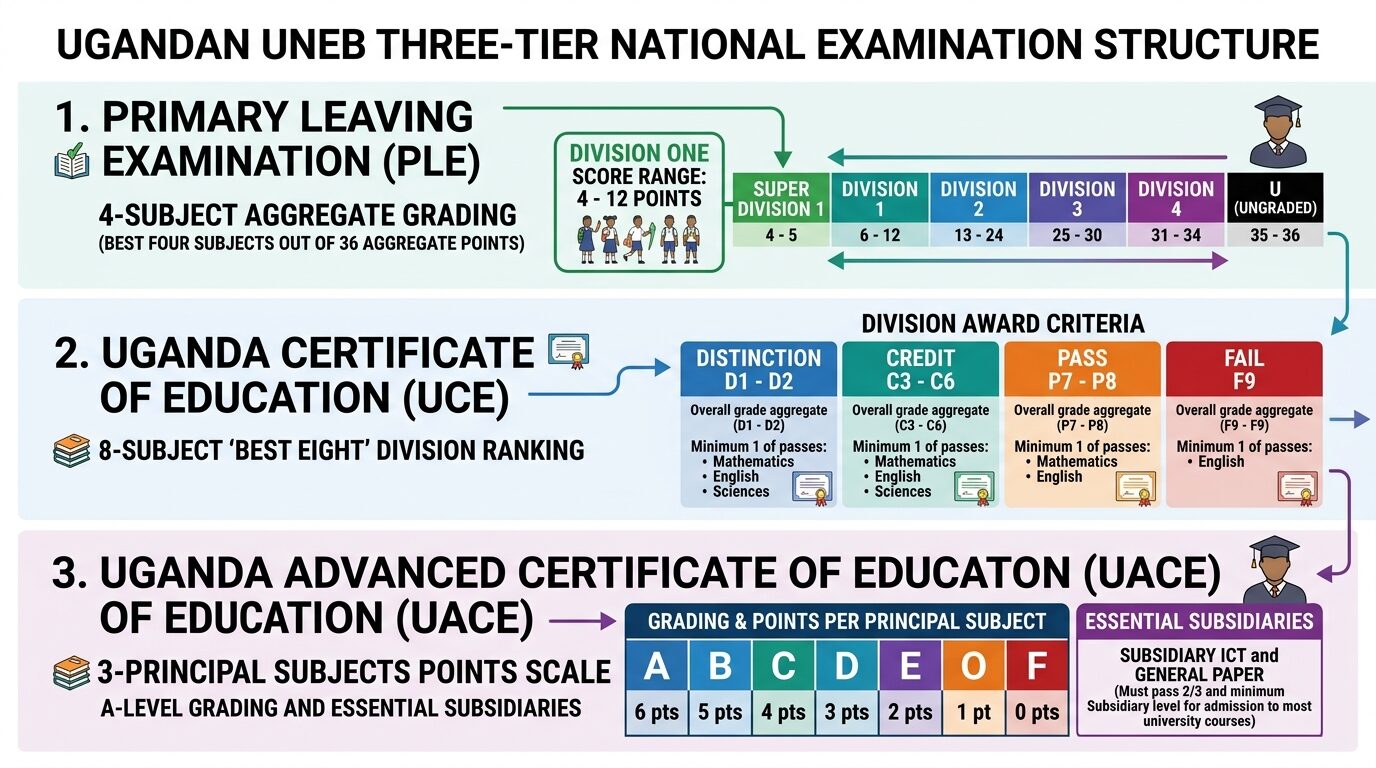 UGANDAN UNEB THREE-TIER NATIONAL EXAMINATION STRUCTURE
1. PRIMARY LEAVING
EXAMINATION (PLE)
4-SUBJECT AGGREGATE GRADING
(BEST FOUR SUBJECTS OUT OF 36 AGGREGATE POINTS)
DIVISION ONE
SCORE RANGE:
4 - 12 POINTS
SUPER
DIVISION 1
4 - 5
DIVISION
1
6 - 12
DIVISION
2
13 - 24
DIVISION
3
25 - 30
DIVISION
4
31 - 34
U
(UNGRADED)
35 - 36
2. UGANDA CERTIFICATE
OF EDUCATION (UCE)
8-SUBJECT ‘BEST EIGHT’ DIVISION RANKING
DIVISION AWARD CRITERIA
DISTINCTION
D1 - D2
Overall grade aggregate
(D1 - D2)
Minimum 1 of passes:
• Mathematics
• English
• Sciences
CREDIT
C3 - C6
Overall grade aggregate
(C3 - C6)
Minimum 1 of passes:
• Mathematics
• English
• Sciences
PASS
P7 - P8
Overall grade aggregate
(P7 - P8)
Minimum 1 of passes:
• Mathematics
• English
FAIL
F9
Overall grade aggregate
(F9 - F9)
Minimum 1 of passes:
• English
3. UGANDA ADVANCED CERTIFICATE OF EDUCATON (UACE)
OF EDUCATION (UACE)
3-PRINCIPAL SUBJECTS POINTS SCALE
A-LEVEL GRADING AND ESSENTIAL SUBSIDIARIES
GRADING & POINTS PER PRINCIPAL SUBJECT
A B C D E O F
6 pts 5 pts 4 pts 3 pts 2 pts 1 pt 0 pts
ESSENTIAL SUBSIDIARIES
SUBSIDIARY ICT and
GENERAL PAPER
(Must pass 2/3 and minimum
Subsidiary level for admission to most
university courses)